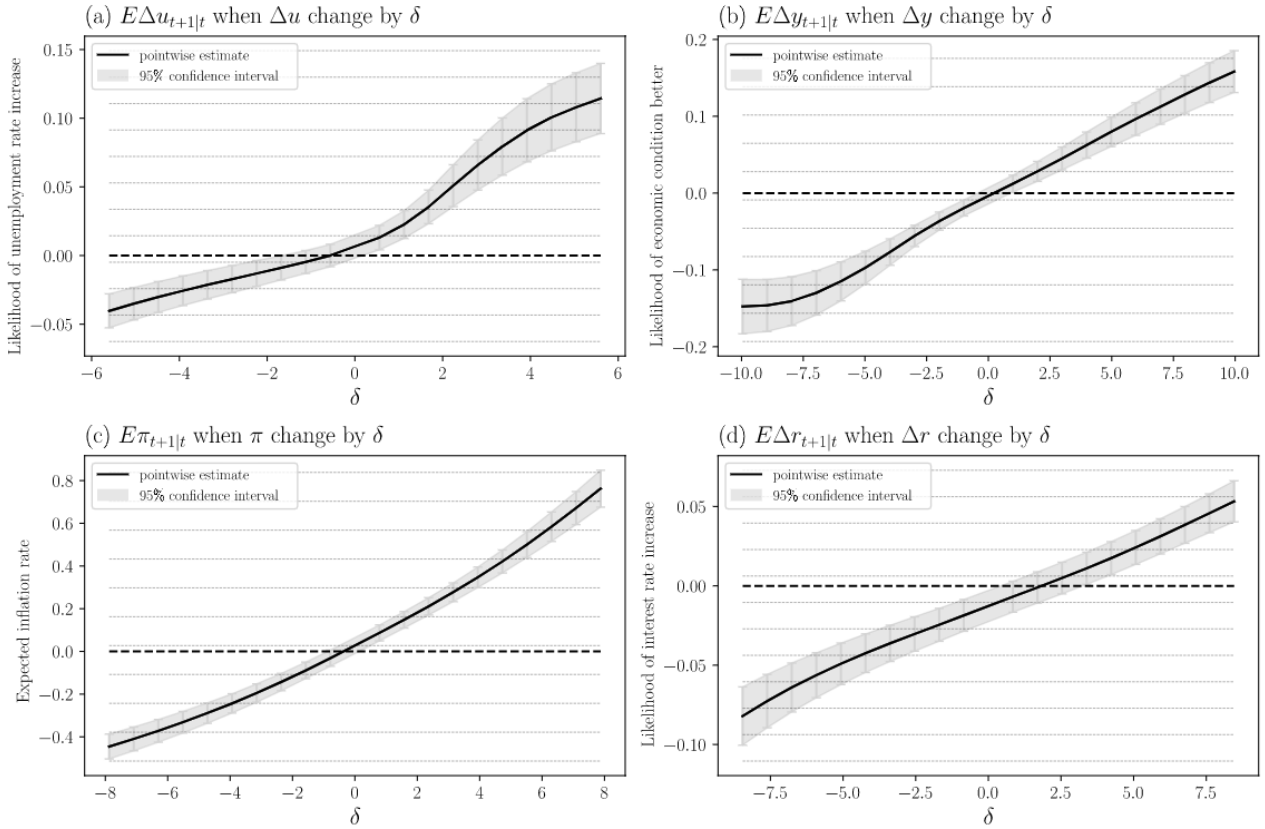 (a) EΔu_{t+1|t} when Δu change by δ
pointwise estimate
95% confidence interval
Likelihood of unemployment rate increase
0.15
0.10
0.05
0.00
−0.05
−6
−4
−2
0
2
4
6
δ
(b) EΔy_{t+1|t} when Δy change by δ
pointwise estimate
95% confidence interval
Likelihood of economic condition better
0.2
0.1
0.0
−0.1
−0.2
−10.0
−7.5
−5.0
−2.5
0.0
2.5
5.0
7.5
10.0
δ
(c) Eπ_{t+1|t} when π change by δ
pointwise estimate
95% confidence interval
Expected inflation rate
0.8
0.6
0.4
0.2
0.0
−0.2
−0.4
−8
−6
−4
−2
0
2
4
6
8
δ
(d) EΔr_{t+1|t} when Δr change by δ
pointwise estimate
95% confidence interval
Likelihood of interest rate increase
0.05
0.00
−0.05
−0.10
−7.5
−5.0
−2.5
0.0
2.5
5.0
7.5
δ